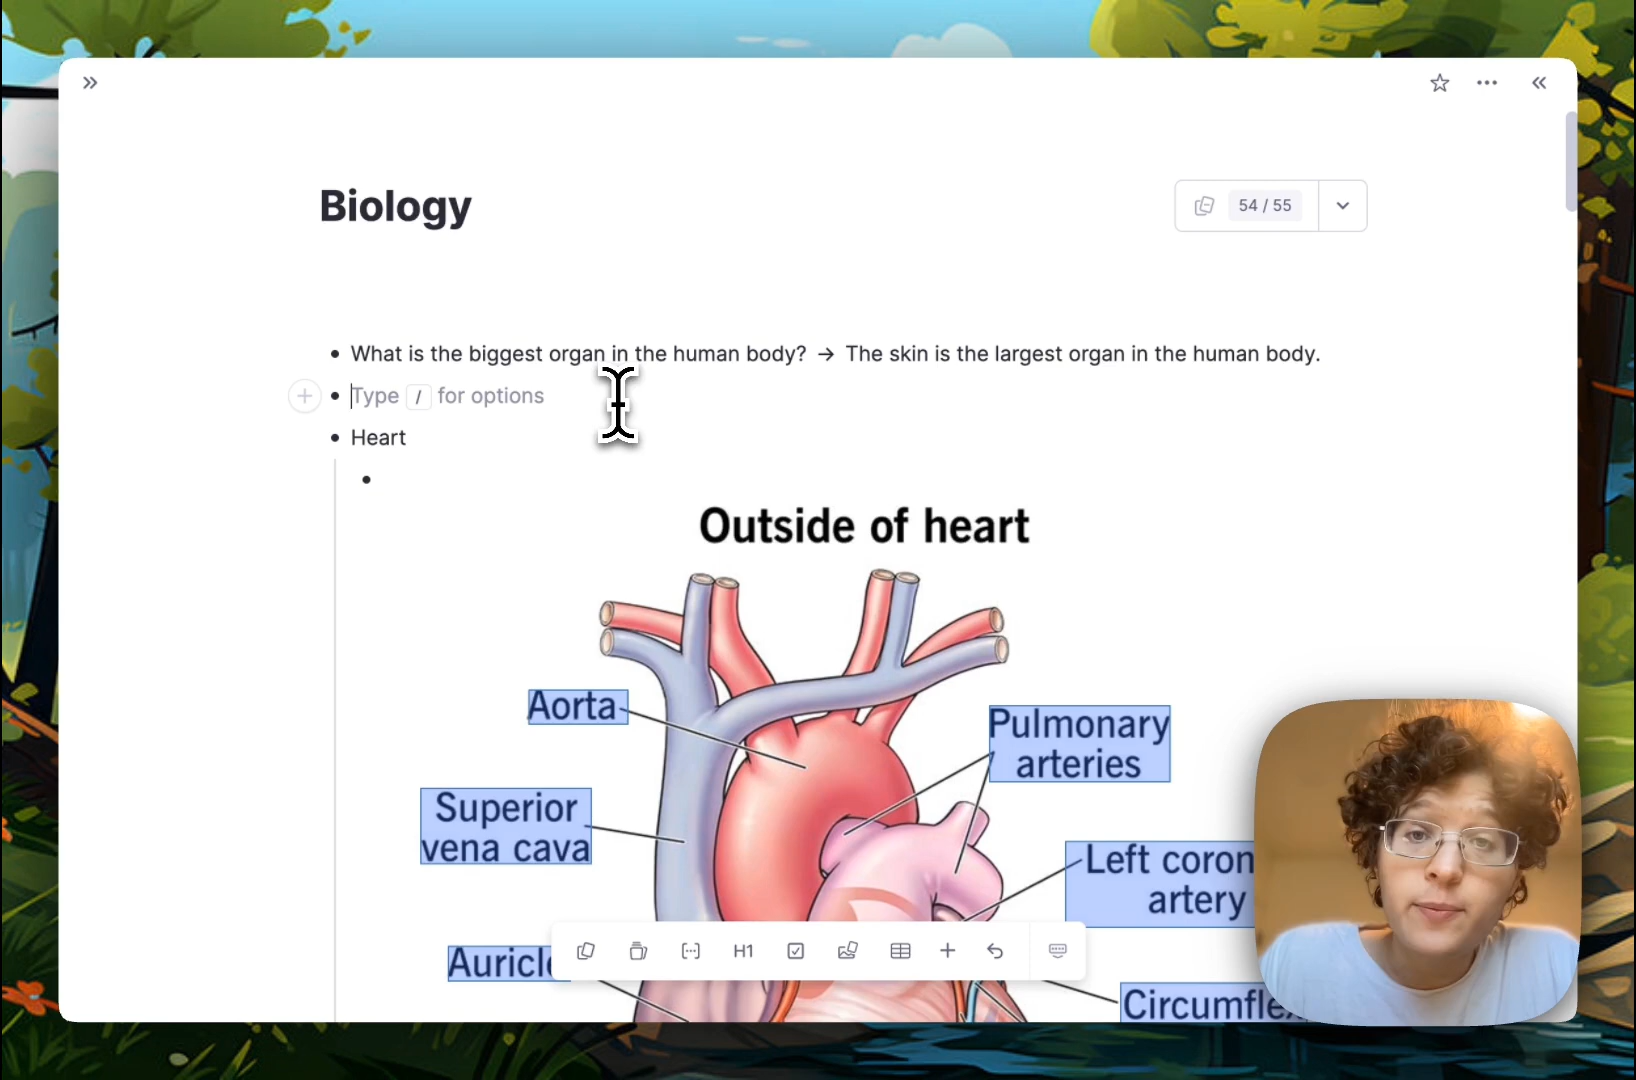 Biology
54 / 55
What is the biggest organ in the human body? → The skin is the largest organ in the human body.
Type / for options
Heart
Outside of heart
Aorta
Pulmonary
arteries
Superior
vena cava
Left coron
artery
Auricle
H1
Circumfle